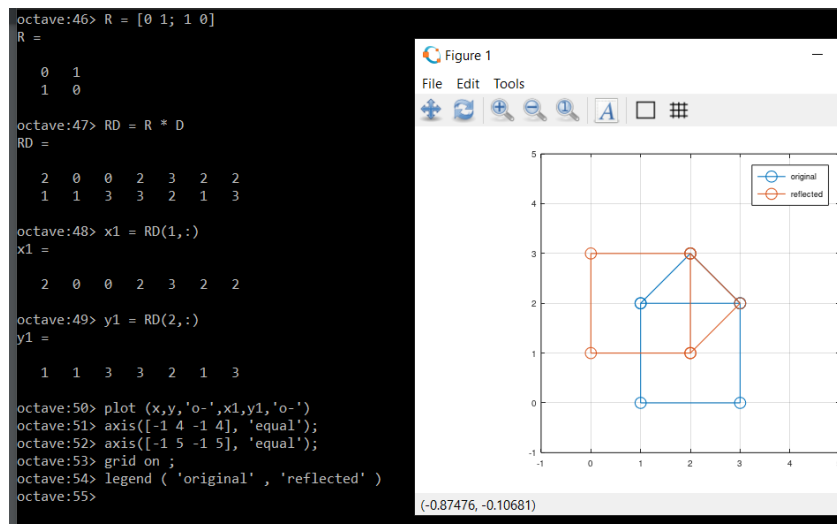 octave:46> R = [0 1; 1 0]
R =
0 1
1 0
octave:47> RD = R * D
RD =
2 0 0 2 3 2 2
1 1 3 3 2 1 3
octave:48> x1 = RD(1,:)
x1 =
2 0 0 2 3 2 2
octave:49> y1 = RD(2,:)
y1 =
1 1 3 3 2 1 3
octave:50> plot (x,y,'o-',x1,y1,'o-')
octave:51> axis([-1 4 -1 4], 'equal');
octave:52> axis([-1 5 -1 5], 'equal');
octave:53> grid on ;
octave:54> legend ( 'original' , 'reflected' )
octave:55>
Figure 1
File Edit Tools
A
5
original
reflected
4
3
2
1
0
-1
-1 0 1 2 3 4
(-0.87476, -0.10681)